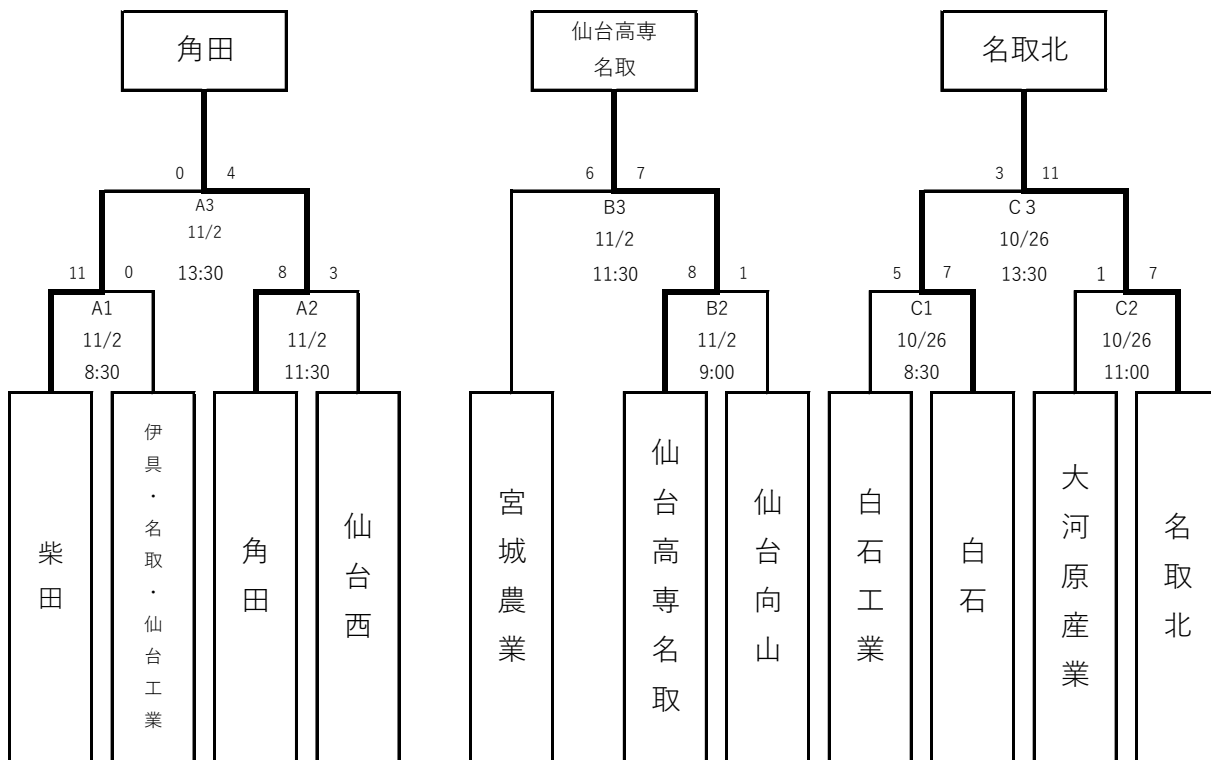 角田
仙台高専
名取
名取北
0 4
6 7
3 11
A3
11/2
13:30
B3
11/2
11:30
C 3
10/26
13:30
11 0
8 3
8 1
5 7
1 7
A1
11/2
8:30
A2
11/2
11:30
B2
11/2
9:00
C1
10/26
8:30
C2
10/26
11:00
柴田
伊具・名取・仙台工業
角田
仙台西
宮城農業
仙台高専名取
仙台向山
白石工業
白石
大河原産業
名取北